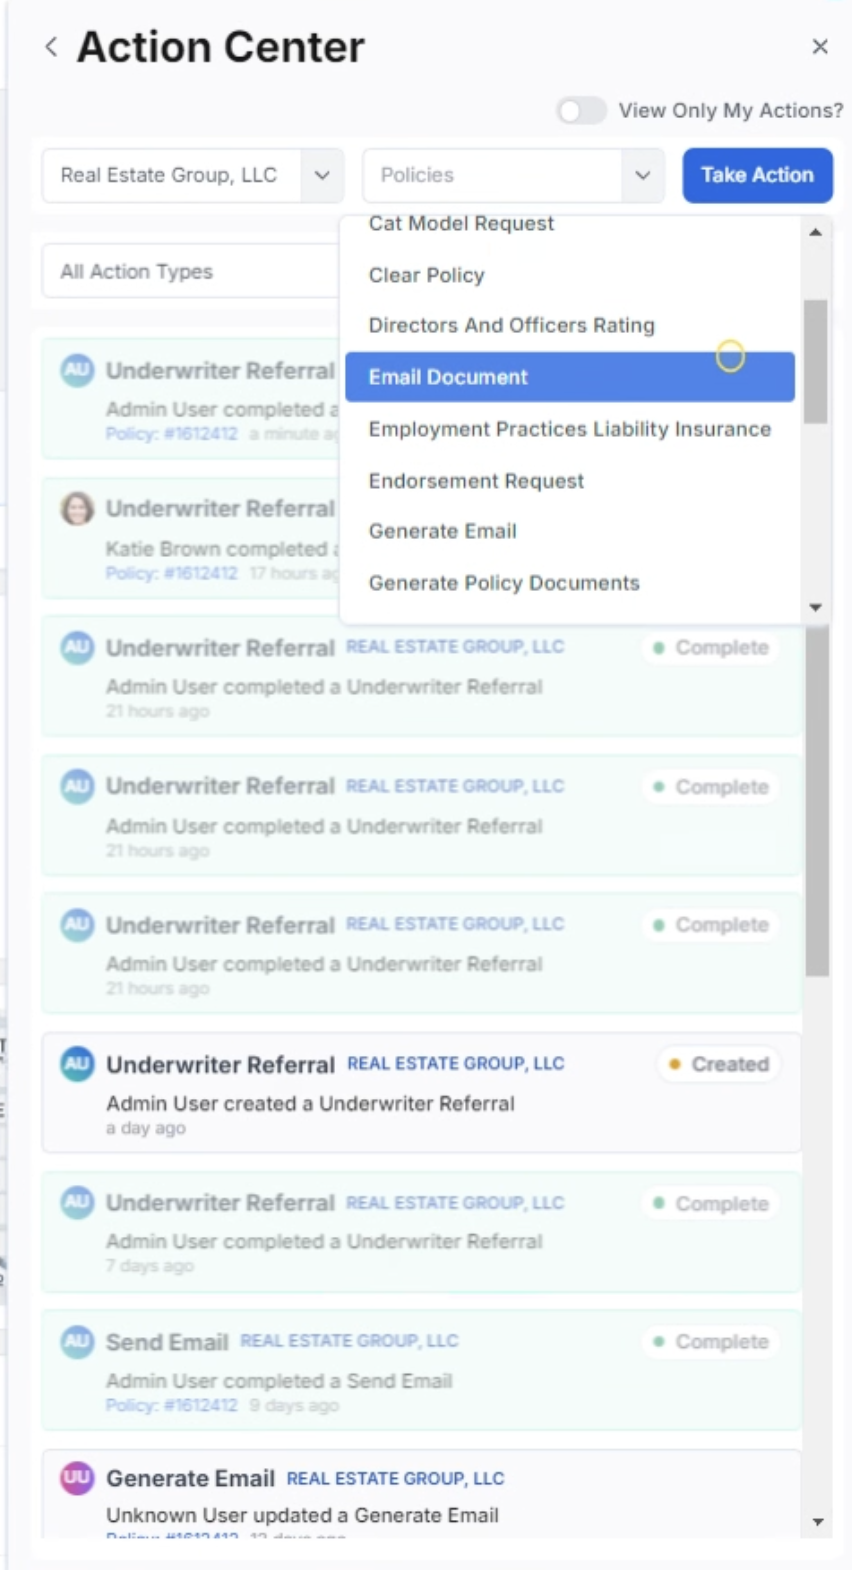 Action Center
View Only My Actions?
Real Estate Group, LLC
Policies
Take Action
All Action Types
Cat Model Request
Clear Policy
Directors And Officers Rating
Email Document
Employment Practices Liability Insurance
Endorsement Request
Generate Email
Generate Policy Documents
AU Underwriter Referral
Admin User completed a
Policy: #1612412 a minute ag
Underwriter Referral
Katie Brown completed a
Policy: #1612412 17 hours ag
AU Underwriter Referral REAL ESTATE GROUP, LLC Complete
Admin User completed a Underwriter Referral
21 hours ago
AU Underwriter Referral REAL ESTATE GROUP, LLC Complete
Admin User completed a Underwriter Referral
21 hours ago
AU Underwriter Referral REAL ESTATE GROUP, LLC Complete
Admin User completed a Underwriter Referral
21 hours ago
AU Underwriter Referral REAL ESTATE GROUP, LLC Created
Admin User created a Underwriter Referral
a day ago
AU Underwriter Referral REAL ESTATE GROUP, LLC Complete
Admin User completed a Underwriter Referral
7 days ago
AU Send Email REAL ESTATE GROUP, LLC Complete
Admin User completed a Send Email
Policy: #1612412 9 days ago
UU Generate Email REAL ESTATE GROUP, LLC
Unknown User updated a Generate Email
Policy: #1612412 days ago